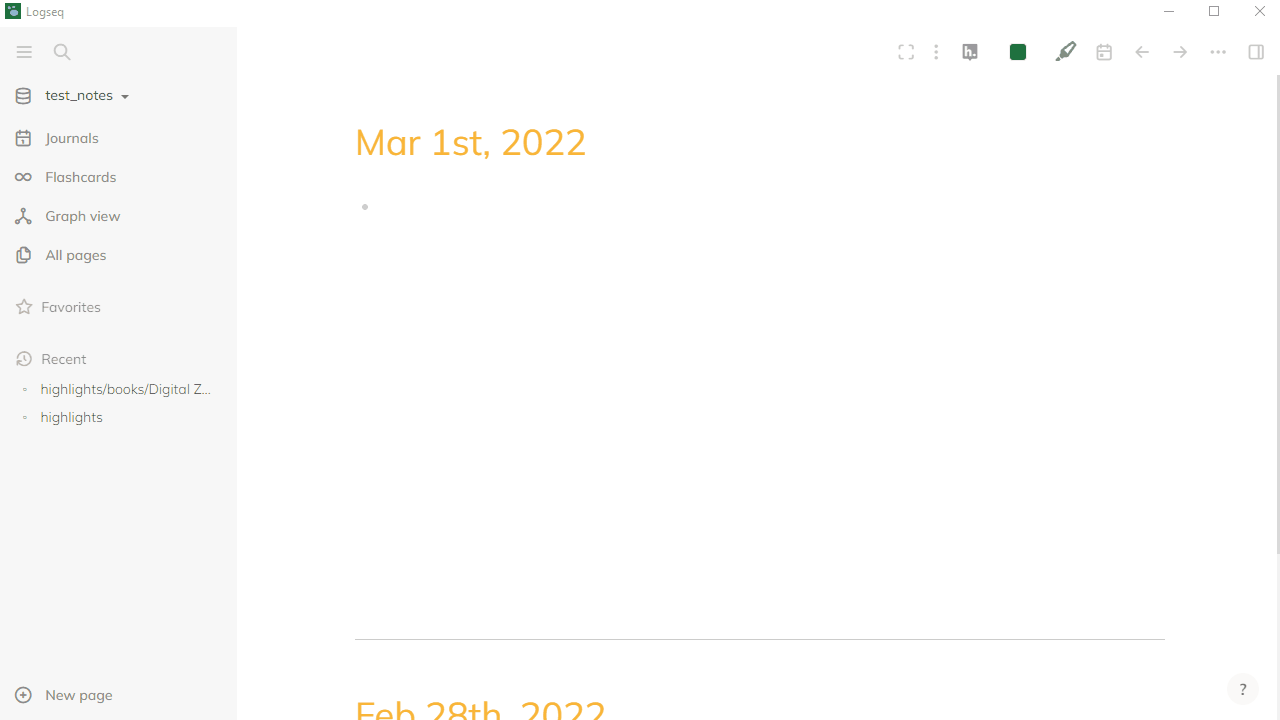 Logseq
h.
test_notes
Journals
Flashcards
Graph view
All pages
Favorites
Recent
highlights/books/Digital Z...
highlights
New page
Mar 1st, 2022
Feb 28th, 2022
?